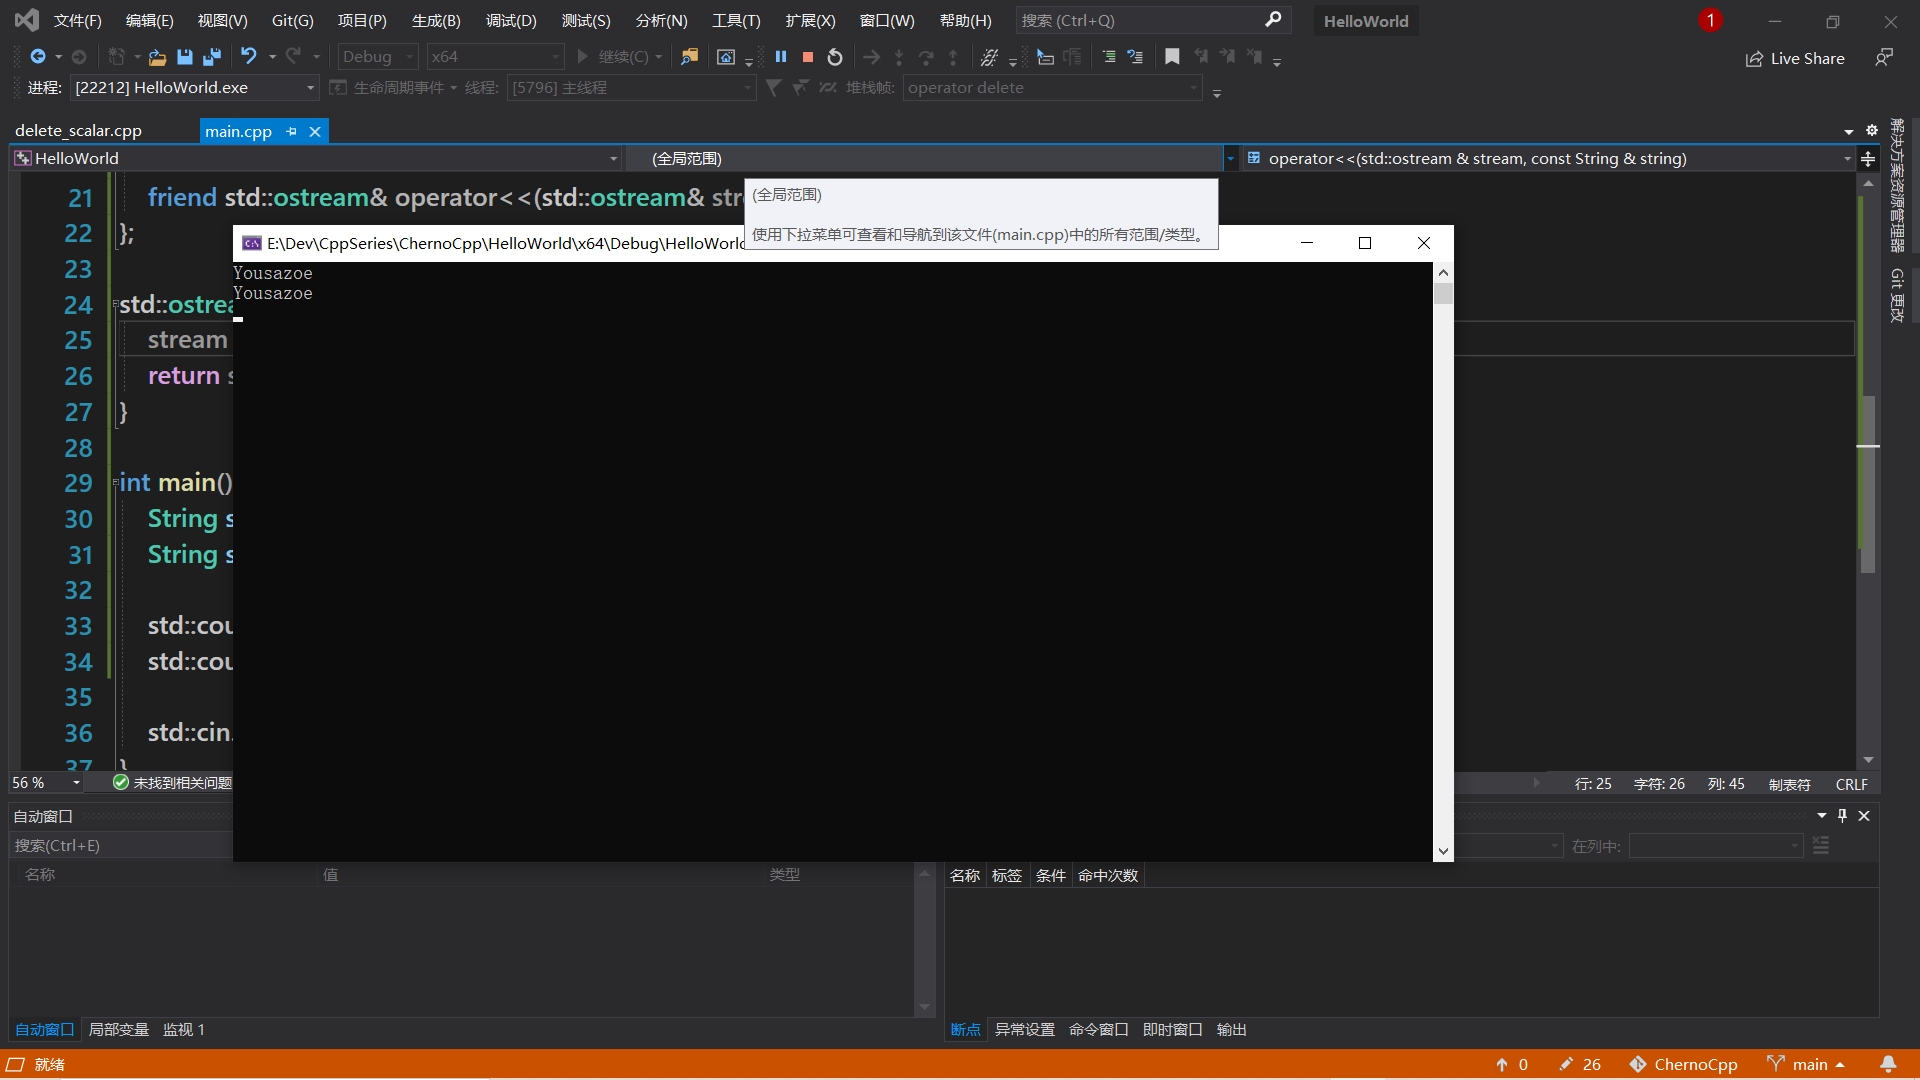 文件(F) 编辑(E) 视图(V) Git(G) 项目(P) 生成(B) 调试(D) 测试(S) 分析(N) 工具(T) 扩展(X) 窗口(W) 帮助(H) 搜索 (Ctrl+Q) HelloWorld 1
Debug x64 继续(C) Live Share
进程: [22212] HelloWorld.exe 生命周期事件 线程: [5796] 主线程 堆栈帧: operator delete
delete_scalar.cpp main.cpp
HelloWorld (全局范围) operator<<(std::ostream & stream, const String & string)
解决方案资源管理器
Git 更改
21 friend std::ostream& operator<<(std::ostream& str
(全局范围)
使用下拉菜单可查看和导航到该文件(main.cpp)中的所有范围/类型。
22 };
E:\Dev\CppSeries\ChernoCpp\HelloWorld\x64\Debug\HelloWorld
Yousazoe
Yousazoe
23
24 std::ostrea
25 stream
26 return s
27 }
28
29 int main()
30 String s
31 String s
32
33 std::cou
34 std::cou
35
36 std::cin.
37 }
56 % 未找到相关问题 行: 25 字符: 26 列: 45 制表符 CRLF
自动窗口
搜索(Ctrl+E) 在列中:
名称 值 类型 名称 标签 条件 命中次数
自动窗口 局部变量 监视 1 断点 异常设置 命令窗口 即时窗口 输出
就绪 0 26 ChernoCpp main